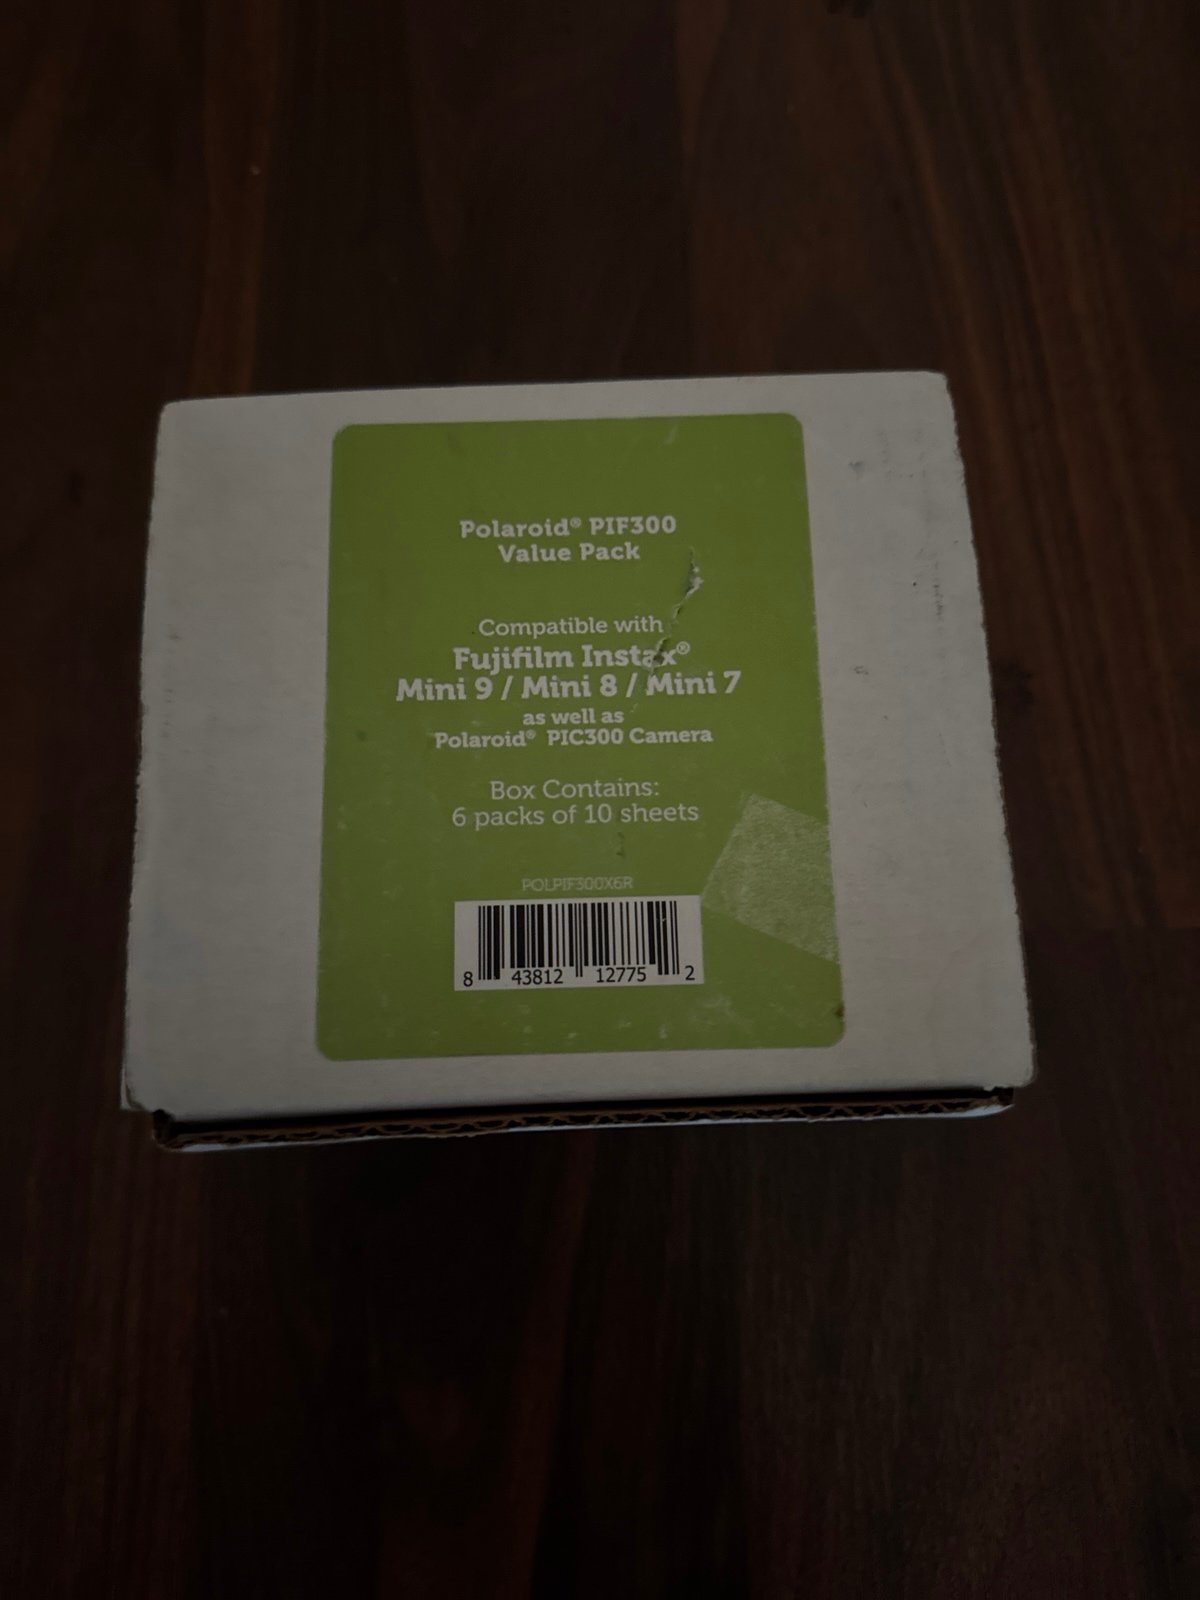 Polaroid® PIF300
Value Pack
Compatible with
Fujifilm Instax®
Mini 9 / Mini 8 / Mini 7
as well as
Polaroid® PIC300 Camera
Box Contains:
6 packs of 10 sheets
POLPIF300X6R
8 43812 12775 2